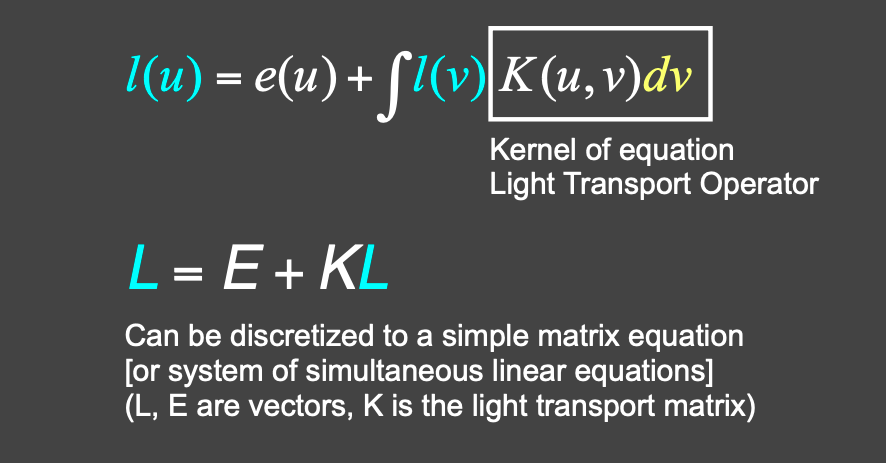 l(u) = e(u) + ∫l(v) K(u, v)dv
Kernel of equation
Light Transport Operator
L = E + KL
Can be discretized to a simple matrix equation
[or system of simultaneous linear equations]
(L, E are vectors, K is the light transport matrix)